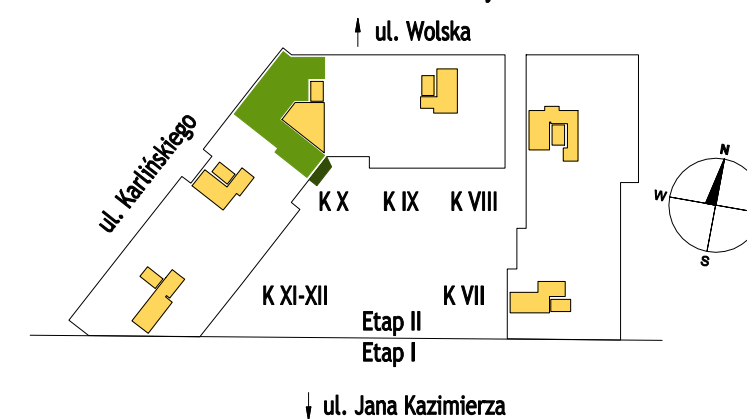 ul. Wolska
ul. Karlińskiego
N
W
S
K X K IX K VIII
K XI-XII K VII
Etap II
Etap I
ul. Jana Kazimierza